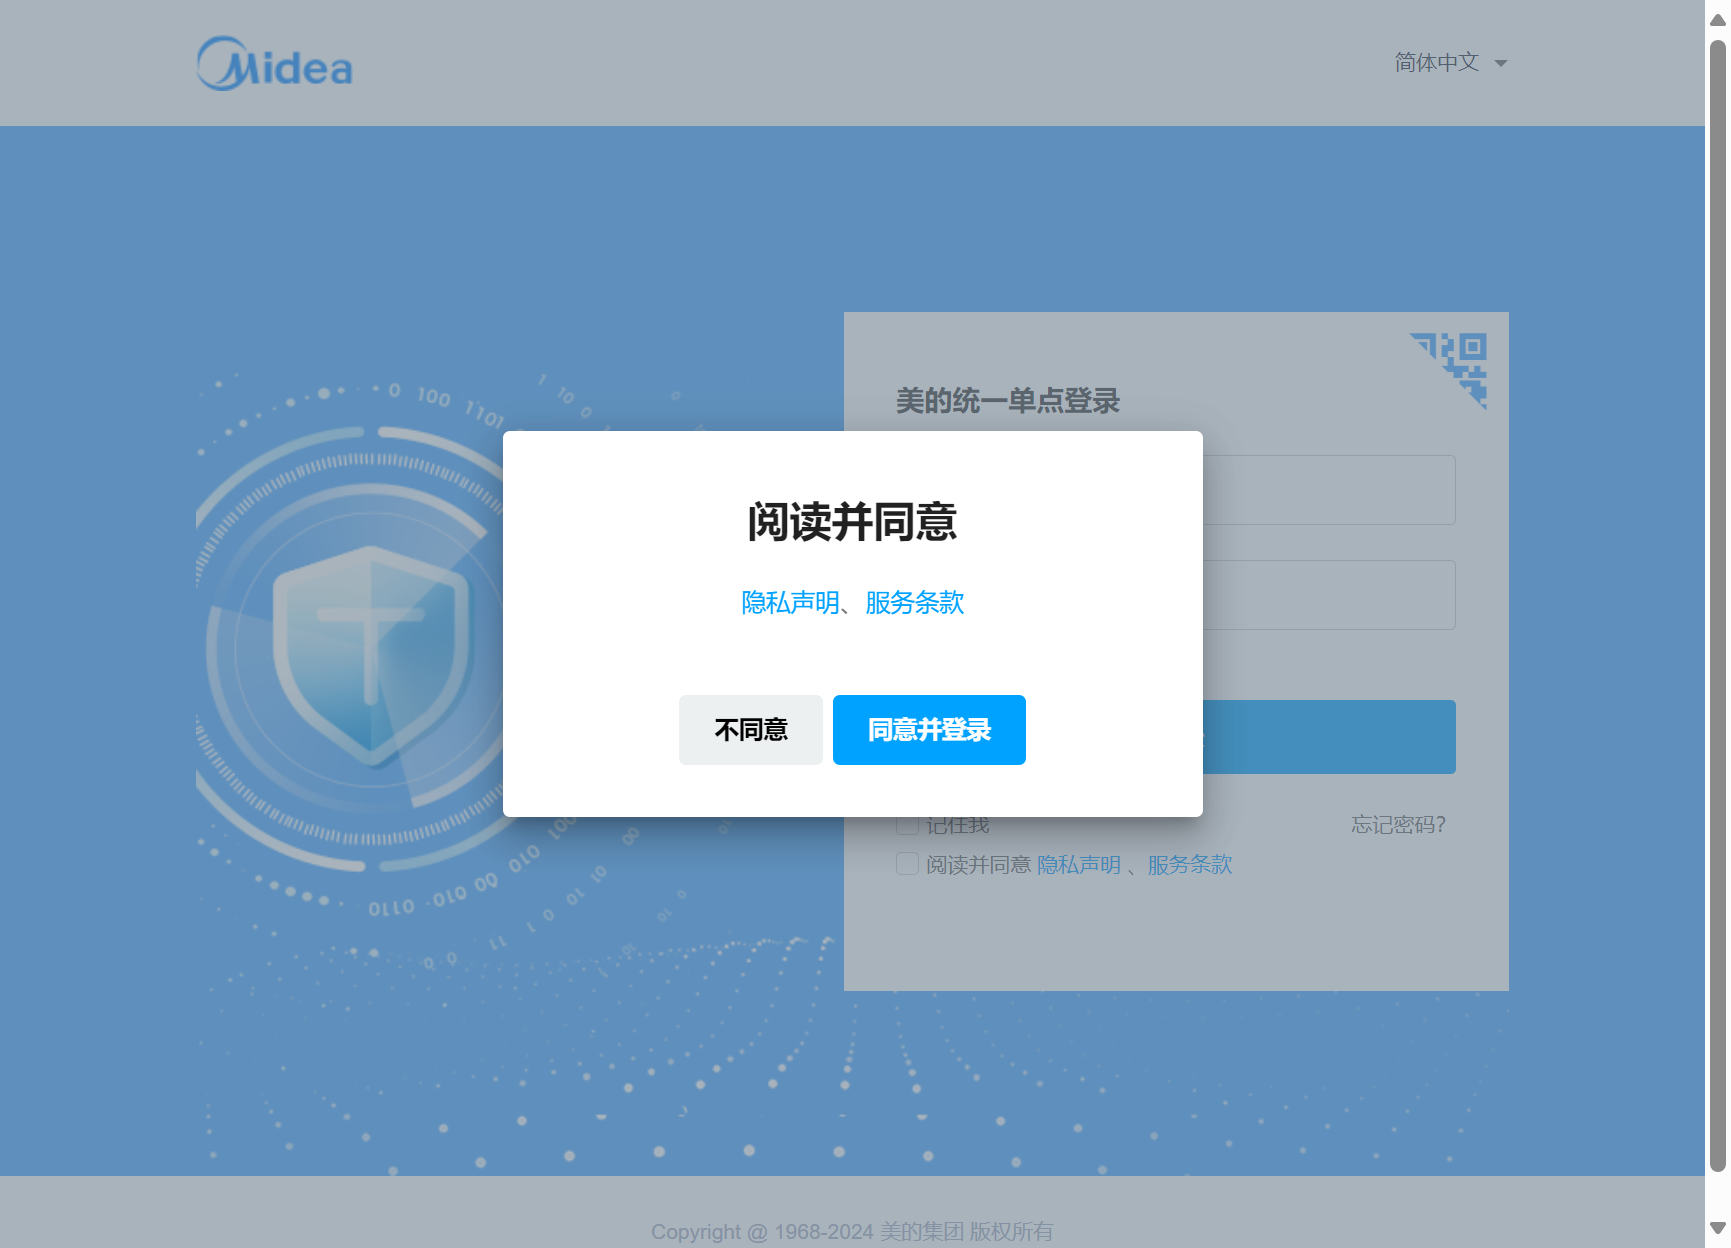 Midea
简体中文
美的统一单点登录
阅读并同意
隐私声明、服务条款
不同意 同意并登录
记住我 忘记密码?
阅读并同意 隐私声明 、服务条款
Copyright @ 1968-2024 美的集团 版权所有